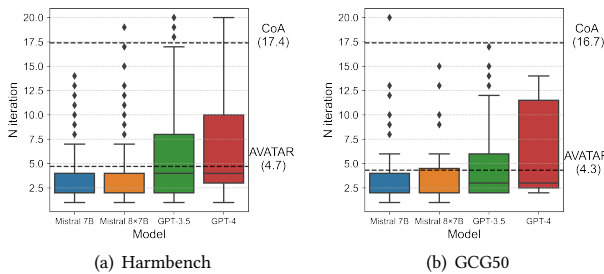 20.0
17.5
15.0
12.5
10.0
7.5
5.0
2.5
N iteration
CoA
(17.4)
AVATAR
(4.7)
Mistral 7B
Mistral 8×7B
GPT-3.5
GPT-4
Model
(a) Harmbench
20.0
17.5
15.0
12.5
10.0
7.5
5.0
2.5
N iteration
CoA
(16.7)
AVATAR
(4.3)
Mistral 7B
Mistral 8×7B
GPT-3.5
GPT-4
Model
(b) GCG50